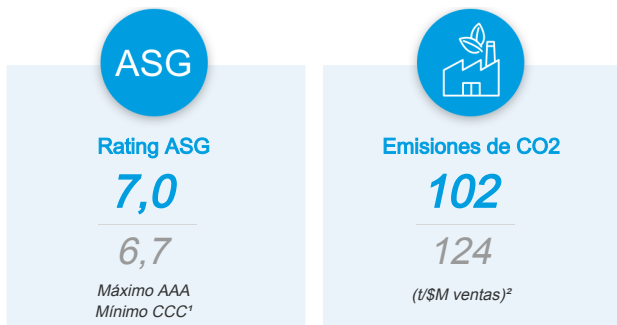 ASG
Rating ASG
7,0
6,7
Máximo AAA
Mínimo CCC¹
Emisiones de CO2
102
124
(t/$M ventas)²